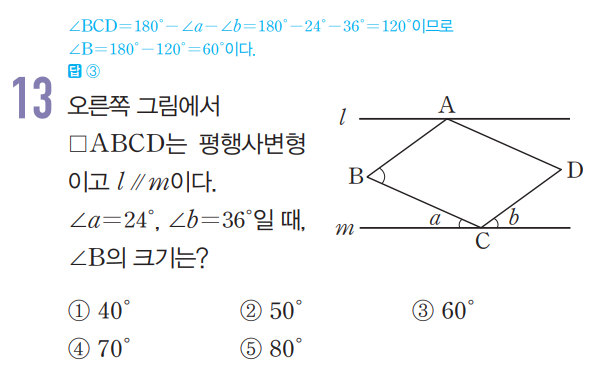 ∠BCD=180°-∠a-∠b=180°-24°-36°=120°이므로
∠B=180°-120°=60°이다.
답 ③
13 오른쪽 그림에서
□ABCD는 평행사변형
이고 l∥m이다.
∠a=24°, ∠b=36°일 때,
∠B의 크기는?
A
l
D
B
a
b
m
C
① 40° ② 50° ③ 60°
④ 70° ⑤ 80°